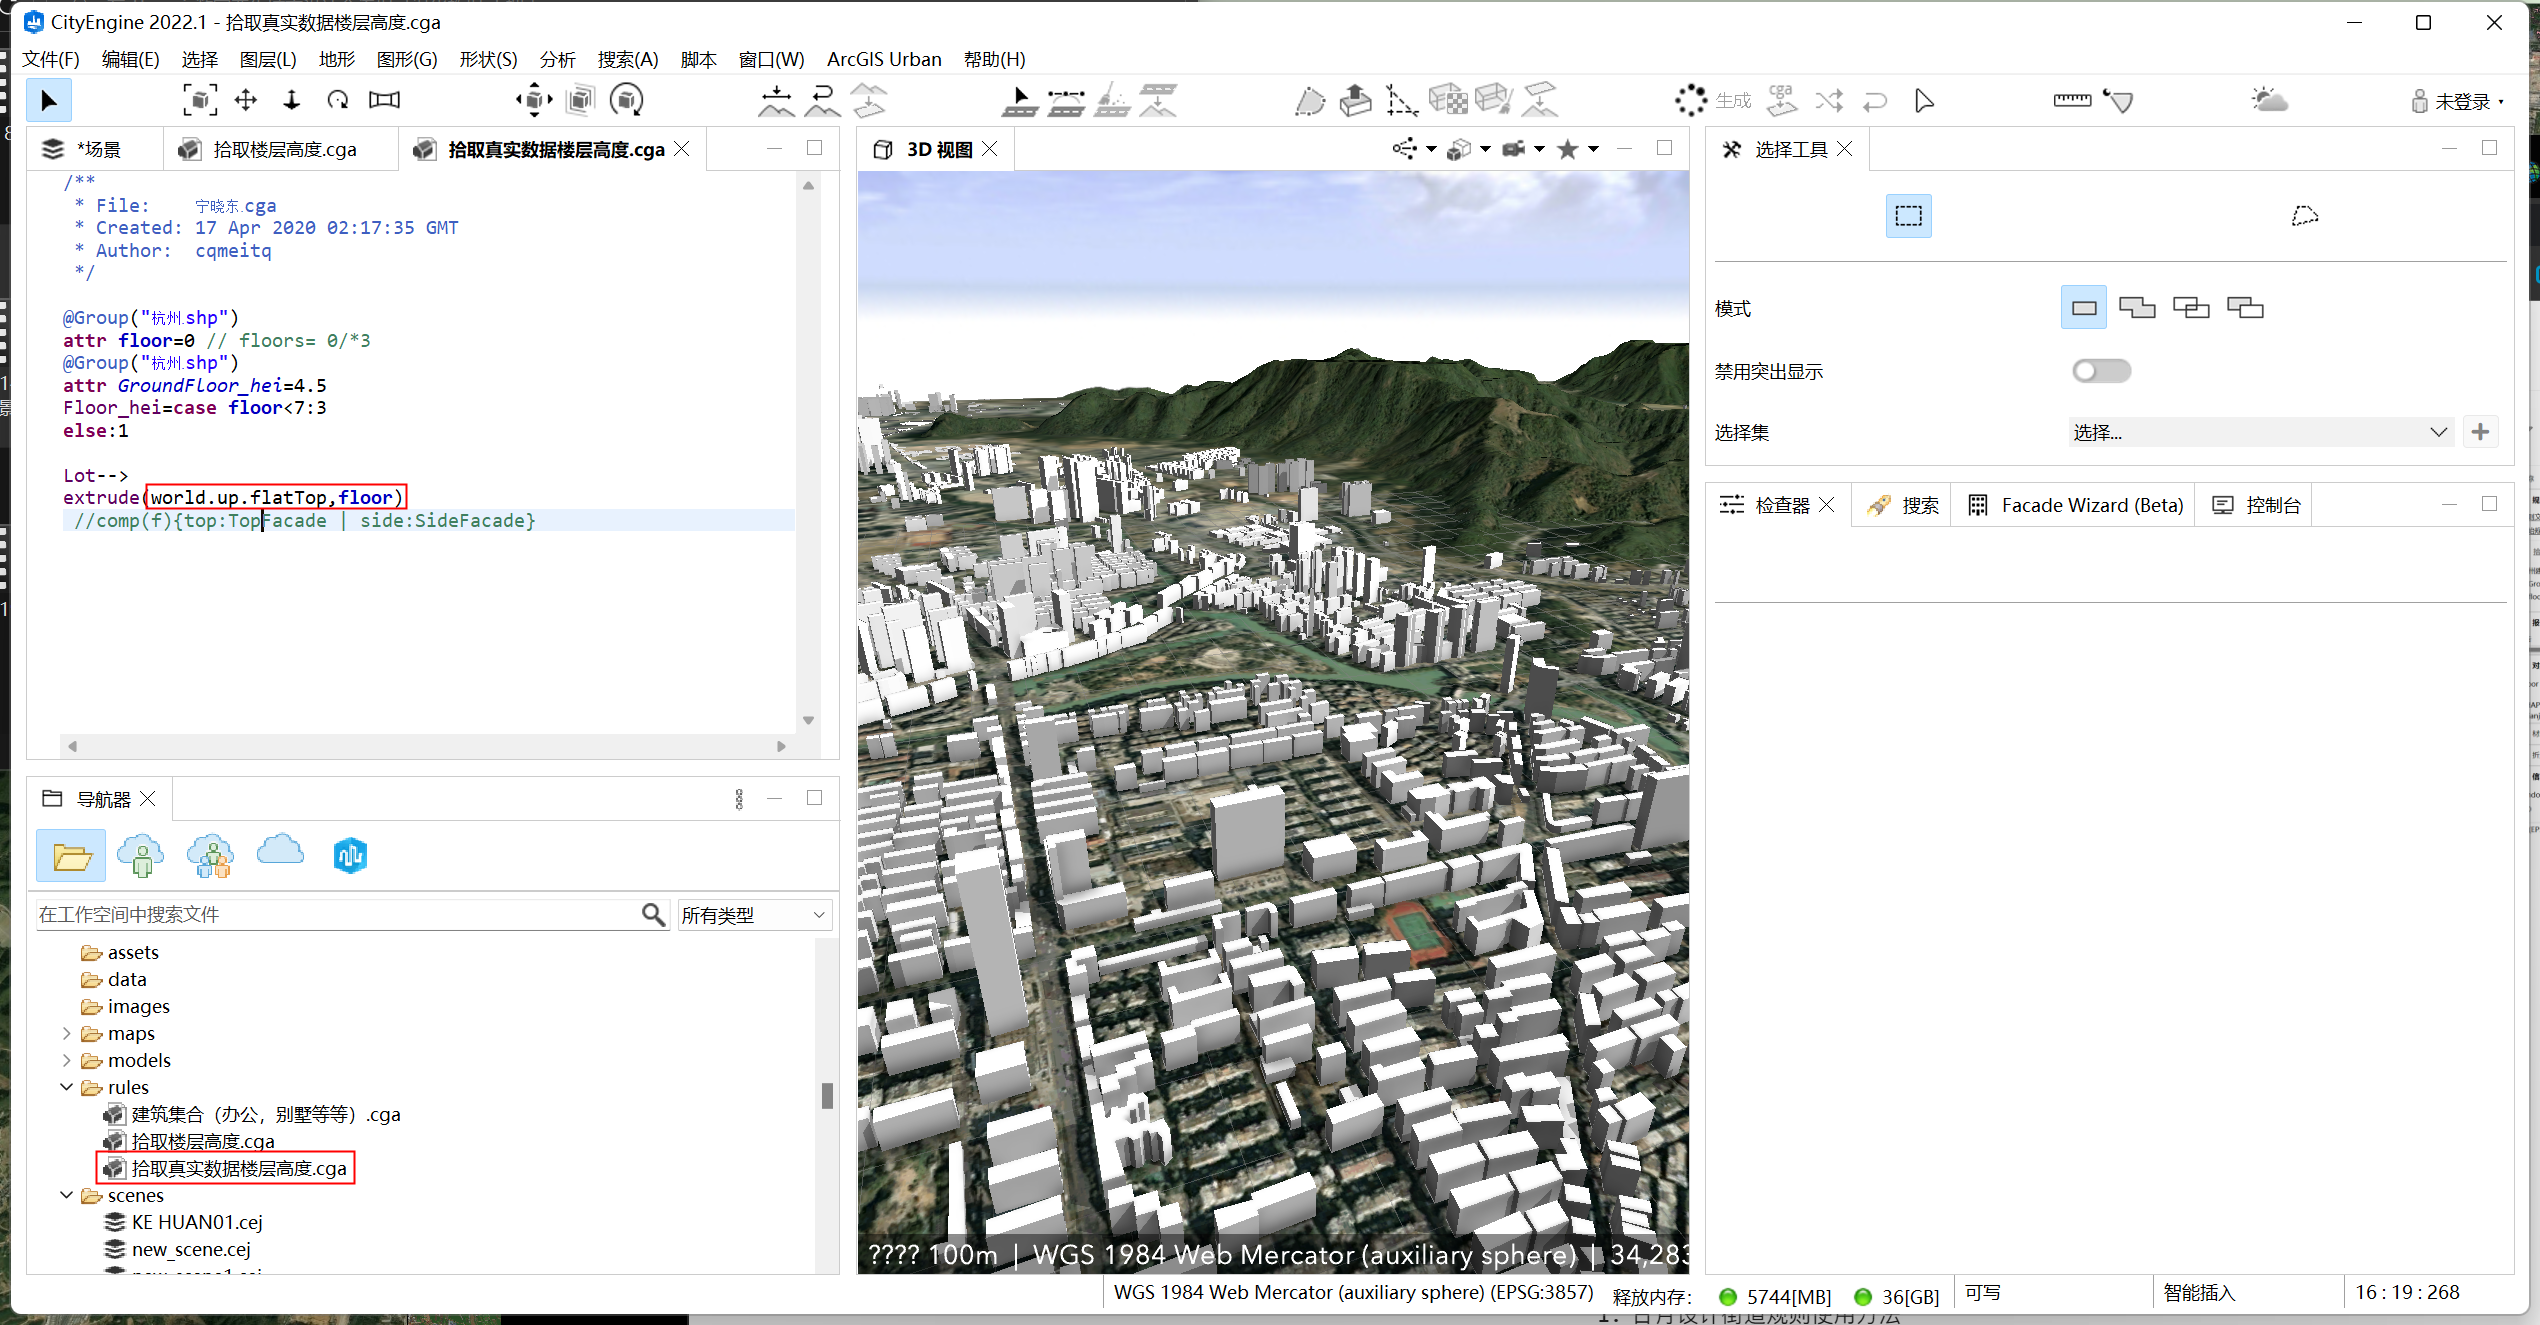 CityEngine 2022.1 - 拾取真实数据楼层高度.cga
文件(F) 编辑(E) 选择 图层(L) 地形 图形(G) 形状(S) 分析 搜索(A) 脚本 窗口(W) ArcGIS Urban 帮助(H)
生成 cga 未登录
*场景 拾取楼层高度.cga 拾取真实数据楼层高度.cga
/**
* File: 宁晓东.cga
* Created: 17 Apr 2020 02:17:35 GMT
* Author: cqmeitq
*/
@Group("杭州.shp")
attr floor=0 // floors= 0/*3
@Group("杭州.shp")
attr GroundFloor_hei=4.5
Floor_hei=case floor<7:3
else:1
Lot-->
extrude(world.up.flatTop,floor)
//comp(f){top:TopFacade | side:SideFacade}
导航器
在工作空间中搜索文件 所有类型
assets
data
images
maps
models
rules
建筑集合（办公，别墅等等）.cga
拾取楼层高度.cga
拾取真实数据楼层高度.cga
scenes
KE HUAN01.cej
new_scene.cej
3D 视图
???? 100m | WGS 1984 Web Mercator (auxiliary sphere) | 34,283
选择工具
模式
禁用突出显示
选择集 选择...
检查器 搜索 Facade Wizard (Beta) 控制台
WGS 1984 Web Mercator (auxiliary sphere) (EPSG:3857) 释放内存: 5744[MB] 36[GB] 可写 智能插入 16 : 19 : 268